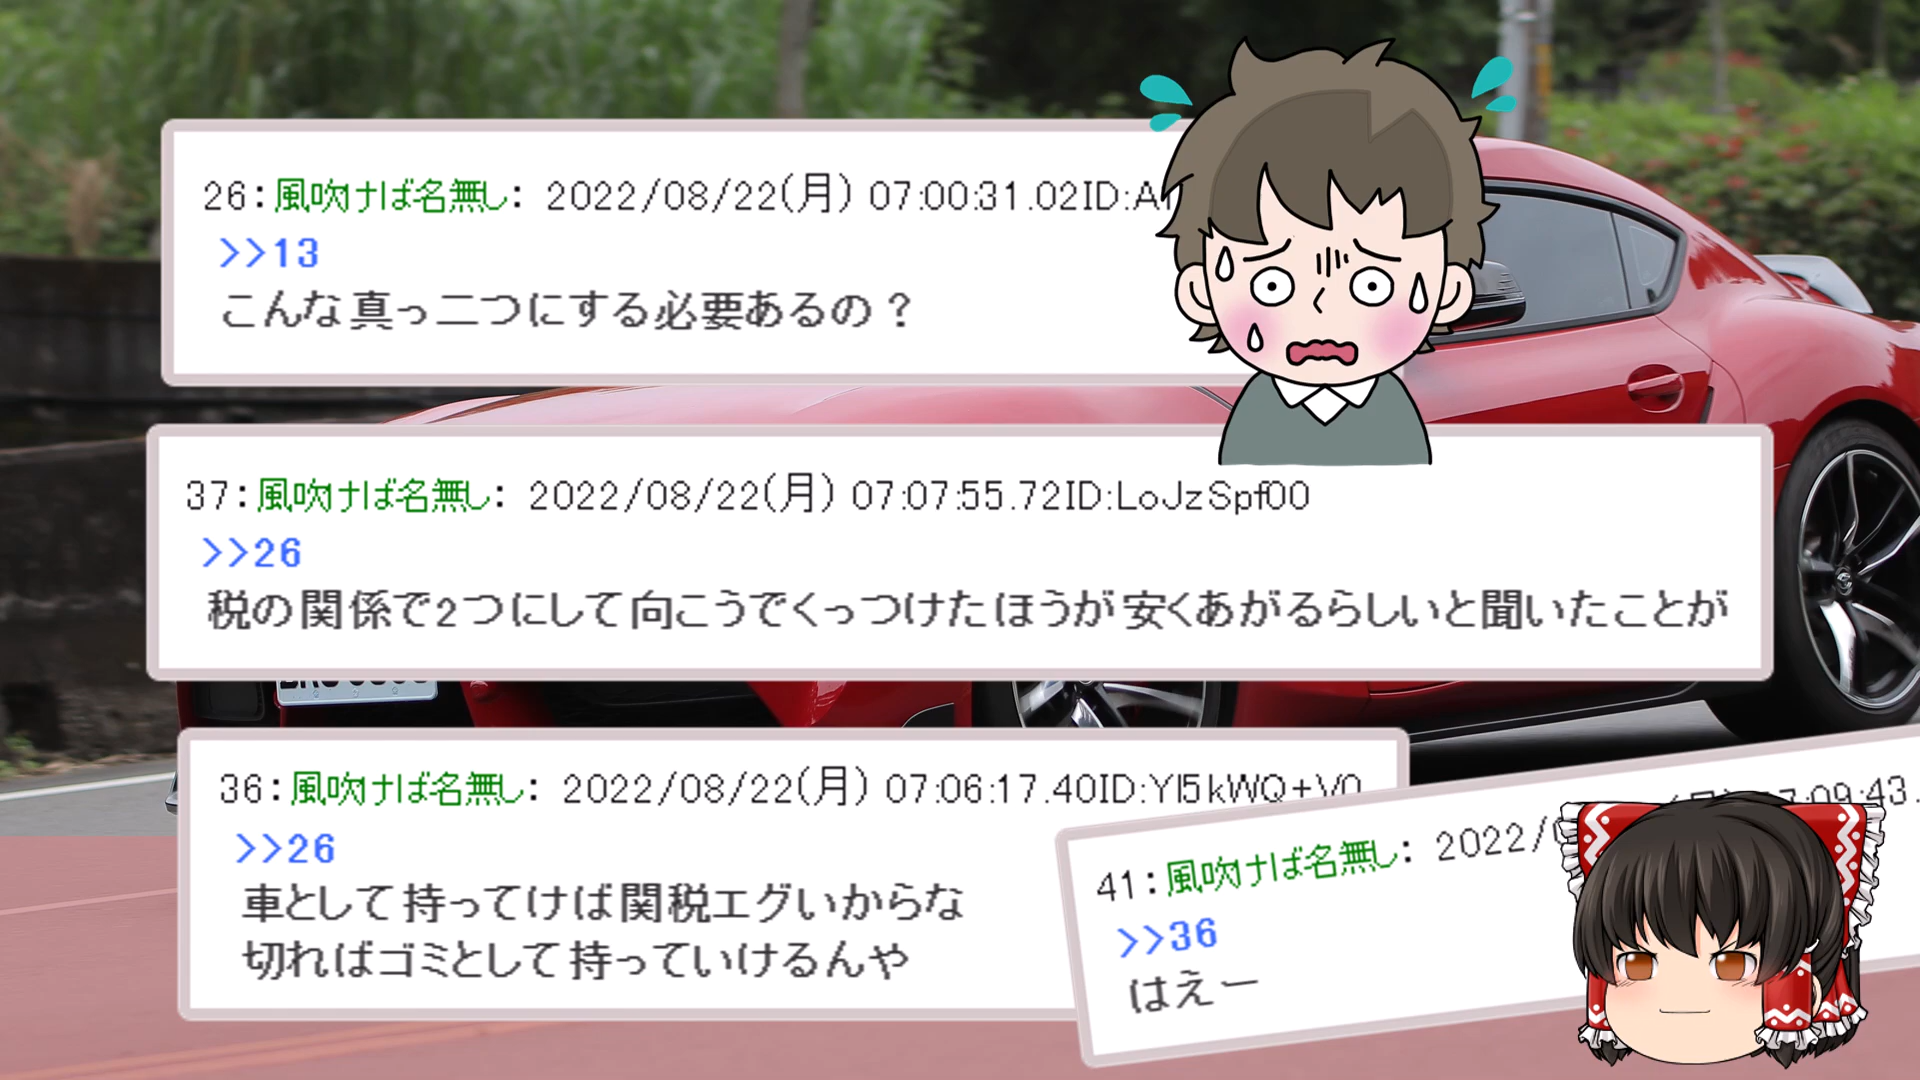 26：風吹けば名無し： 2022/08/22(月) 07:00:31.02ID:A
>>13
こんな真っ二つにする必要あるの？
37：風吹けば名無し： 2022/08/22(月) 07:07:55.72ID:LoJzSpf00
>>26
税の関係で2つにして向こうでくっつけたほうが安くあがるらしいと聞いたことが
36：風吹けば名無し： 2022/08/22(月) 07:06:17.40ID:YI5kWQ+V0
>>26
車として持ってけば関税エグいからな
切ればゴミとして持っていけるんや
41：風吹けば名無し： 2022/ 7:09:43.
>>36
はえー